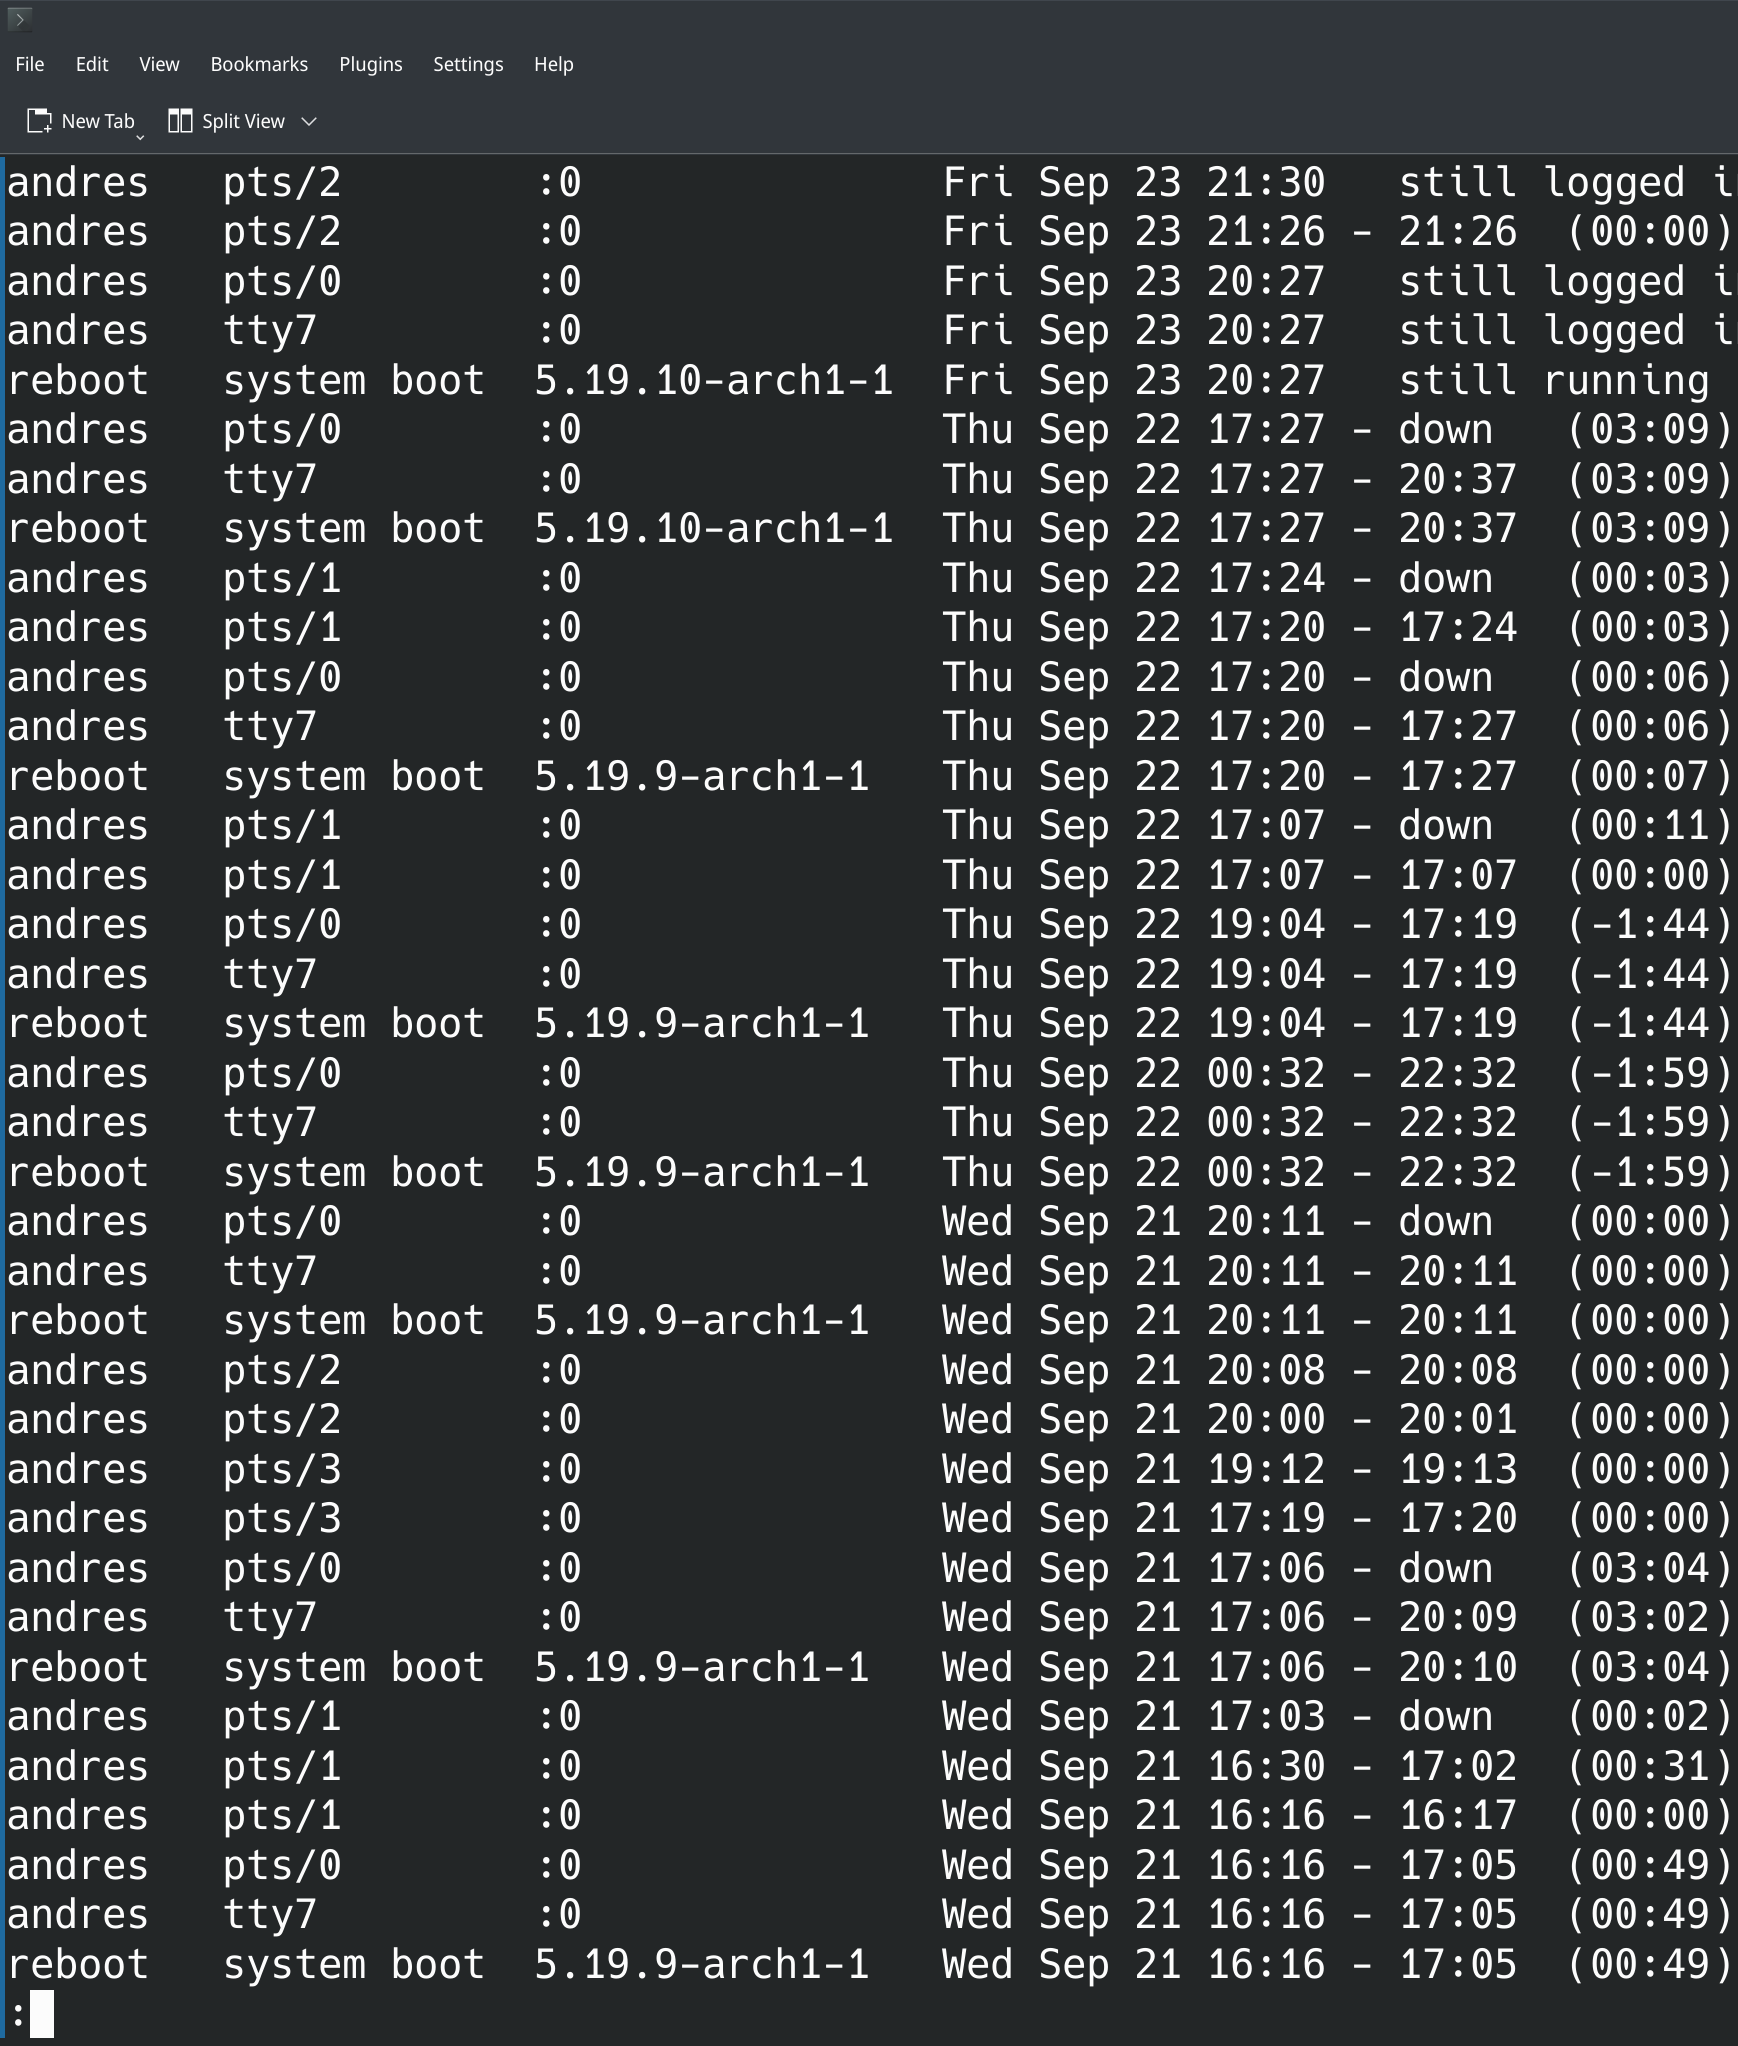 File Edit View Bookmarks Plugins Settings Help
New Tab Split View
andres   pts/2        :0               Fri Sep 23 21:30   still logged
andres   pts/2        :0               Fri Sep 23 21:26 - 21:26  (00:00)
andres   pts/0        :0               Fri Sep 23 20:27   still logged
andres   tty7         :0               Fri Sep 23 20:27   still logged
reboot   system boot  5.19.10-arch1-1  Fri Sep 23 20:27   still running
andres   pts/0        :0               Thu Sep 22 17:27 - down   (03:09)
andres   tty7         :0               Thu Sep 22 17:27 - 20:37  (03:09)
reboot   system boot  5.19.10-arch1-1  Thu Sep 22 17:27 - 20:37  (03:09)
andres   pts/1        :0               Thu Sep 22 17:24 - down   (00:03)
andres   pts/1        :0               Thu Sep 22 17:20 - 17:24  (00:03)
andres   pts/0        :0               Thu Sep 22 17:20 - down   (00:06)
andres   tty7         :0               Thu Sep 22 17:20 - 17:27  (00:06)
reboot   system boot  5.19.9-arch1-1   Thu Sep 22 17:20 - 17:27  (00:07)
andres   pts/1        :0               Thu Sep 22 17:07 - down   (00:11)
andres   pts/1        :0               Thu Sep 22 17:07 - 17:07  (00:00)
andres   pts/0        :0               Thu Sep 22 19:04 - 17:19  (-1:44)
andres   tty7         :0               Thu Sep 22 19:04 - 17:19  (-1:44)
reboot   system boot  5.19.9-arch1-1   Thu Sep 22 19:04 - 17:19  (-1:44)
andres   pts/0        :0               Thu Sep 22 00:32 - 22:32  (-1:59)
andres   tty7         :0               Thu Sep 22 00:32 - 22:32  (-1:59)
reboot   system boot  5.19.9-arch1-1   Thu Sep 22 00:32 - 22:32  (-1:59)
andres   pts/0        :0               Wed Sep 21 20:11 - down   (00:00)
andres   tty7         :0               Wed Sep 21 20:11 - 20:11  (00:00)
reboot   system boot  5.19.9-arch1-1   Wed Sep 21 20:11 - 20:11  (00:00)
andres   pts/2        :0               Wed Sep 21 20:08 - 20:08  (00:00)
andres   pts/2        :0               Wed Sep 21 20:00 - 20:01  (00:00)
andres   pts/3        :0               Wed Sep 21 19:12 - 19:13  (00:00)
andres   pts/3        :0               Wed Sep 21 17:19 - 17:20  (00:00)
andres   pts/0        :0               Wed Sep 21 17:06 - down   (03:04)
andres   tty7         :0               Wed Sep 21 17:06 - 20:09  (03:02)
reboot   system boot  5.19.9-arch1-1   Wed Sep 21 17:06 - 20:10  (03:04)
andres   pts/1        :0               Wed Sep 21 17:03 - down   (00:02)
andres   pts/1        :0               Wed Sep 21 16:30 - 17:02  (00:31)
andres   pts/1        :0               Wed Sep 21 16:16 - 16:17  (00:00)
andres   pts/0        :0               Wed Sep 21 16:16 - 17:05  (00:49)
andres   tty7         :0               Wed Sep 21 16:16 - 17:05  (00:49)
reboot   system boot  5.19.9-arch1-1   Wed Sep 21 16:16 - 17:05  (00:49)
: